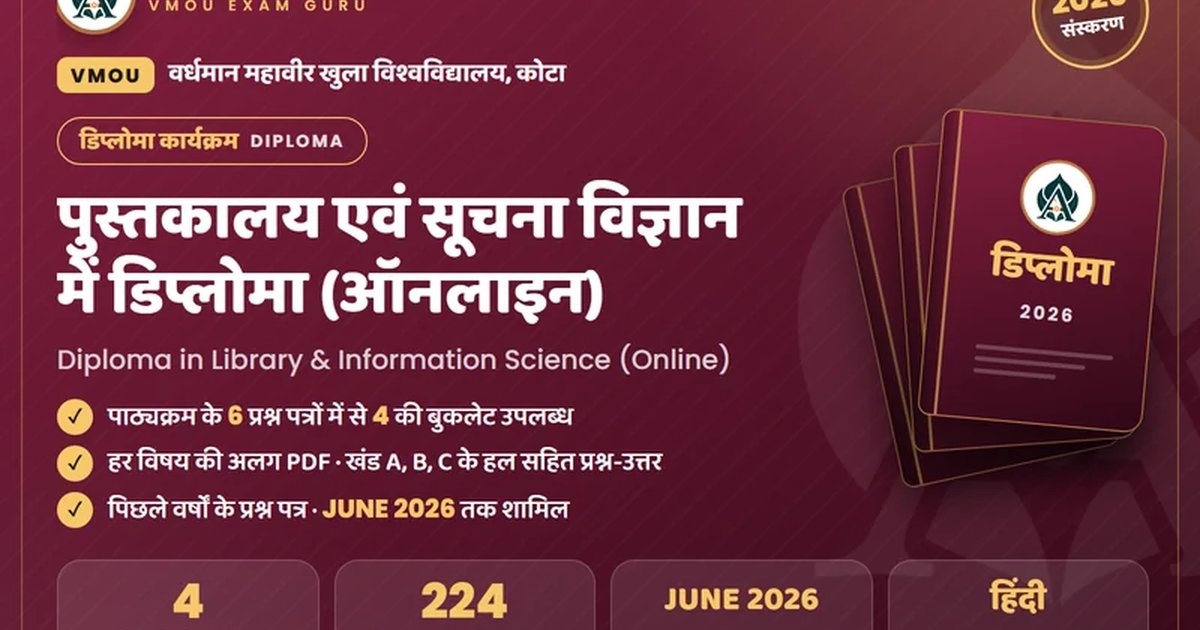 VMOU EXAM GURU
2026
संस्करण
VMOU वर्धमान महावीर खुला विश्वविद्यालय, कोटा
डिप्लोमा कार्यक्रम DIPLOMA
पुस्तकालय एवं सूचना विज्ञान
में डिप्लोमा (ऑनलाइन)
Diploma in Library & Information Science (Online)
पाठ्यक्रम के 6 प्रश्न पत्रों में से 4 की बुकलेट उपलब्ध
हर विषय की अलग PDF · खंड A, B, C के हल सहित प्रश्न-उत्तर
पिछले वर्षों के प्रश्न पत्र · JUNE 2026 तक शामिल
डिप्लोमा
2026
4
224
JUNE 2026
हिंदी